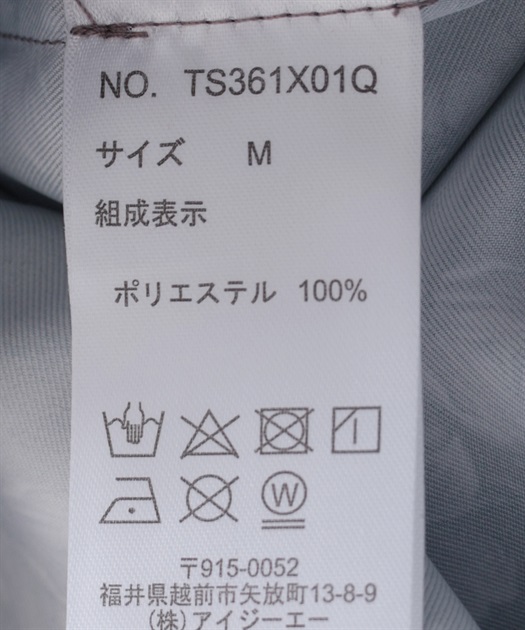 NO. TS361X01Q
サイズ M
組成表示
ポリエステル 100%
W
〒915-0052
福井県越前市矢放町13-8-9
(株)アイジーエー